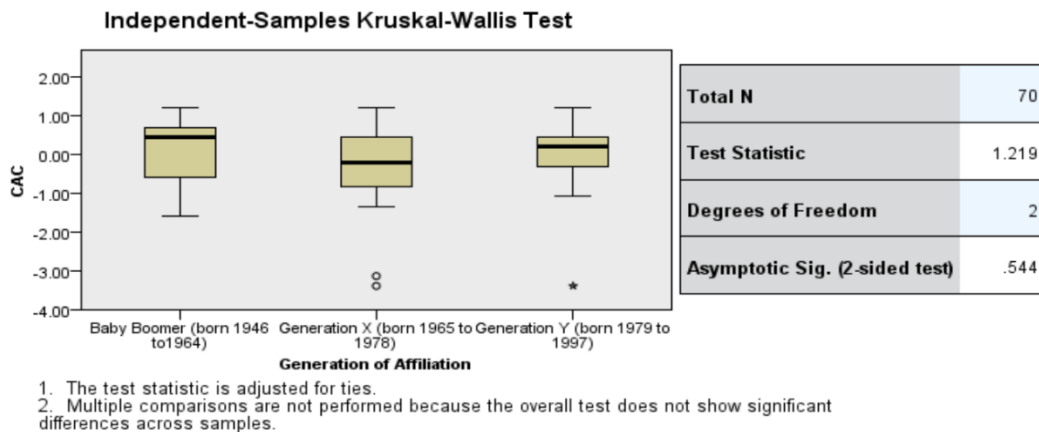 Independent-Samples Kruskal-Wallis Test
2.00
1.00
0.00
-1.00
-2.00
-3.00
-4.00
CAC
Baby Boomer (born 1946
to1964)
Generation X (born 1965 to
1978)
Generation Y (born 1979 to
1997)
Generation of Affiliation
Total N 70
Test Statistic 1.219
Degrees of Freedom 2
Asymptotic Sig. (2-sided test) .544
1. The test statistic is adjusted for ties.
2. Multiple comparisons are not performed because the overall test does not show significant
differences across samples.